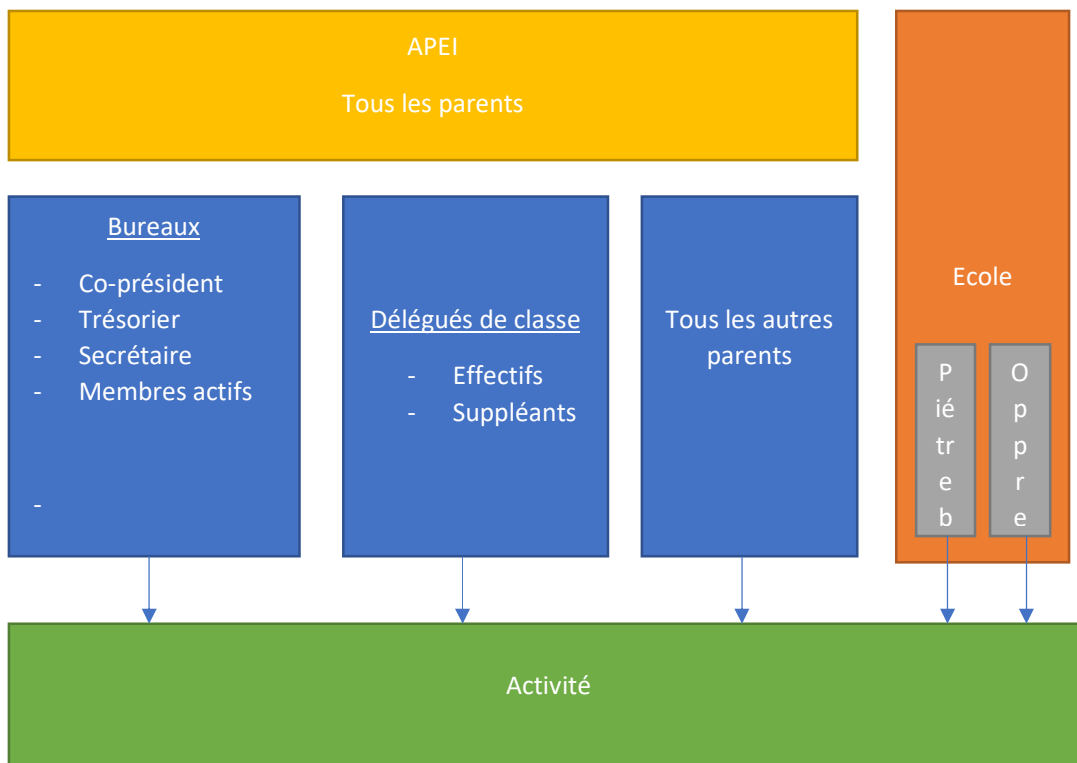 APEI
Tous les parents
Bureaux
- Co-président
- Trésorier
- Secrétaire
- Membres actifs
-
Délégués de classe
- Effectifs
- Suppléants
Tous les autres
parents
Ecole
P
ié
tr
e
b
O
p
p
r
e
Activité